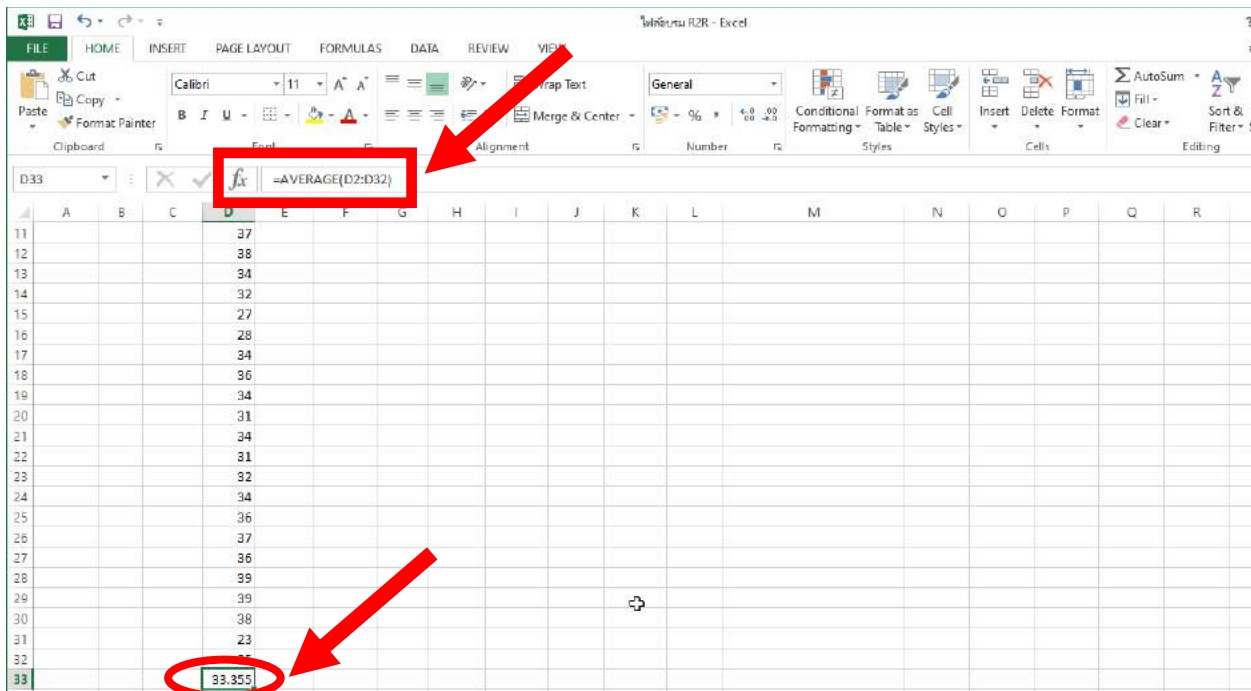 ไฟล์อบรม R2R - Excel
FILE HOME INSERT PAGE LAYOUT FORMULAS DATA REVIEW VIEW
Cut
Copy
Format Painter
Paste
Clipboard
Calibri 11
B I U
Font
Wrap Text
Merge & Center
Alignment
General
%
Number
Conditional Formatting
Format as Table
Cell Styles
Styles
Insert Delete Format
Cells
AutoSum
Fill
Clear
Sort & Filter
Editing
D33 fx =AVERAGE(D2:D32)
A B C D E F G H I J K L M N O P Q R
11 37
12 38
13 34
14 32
15 27
16 28
17 34
18 36
19 34
20 31
21 34
22 31
23 32
24 34
25 36
26 37
27 36
28 39
29 39
30 38
31 23
32
33 33.355